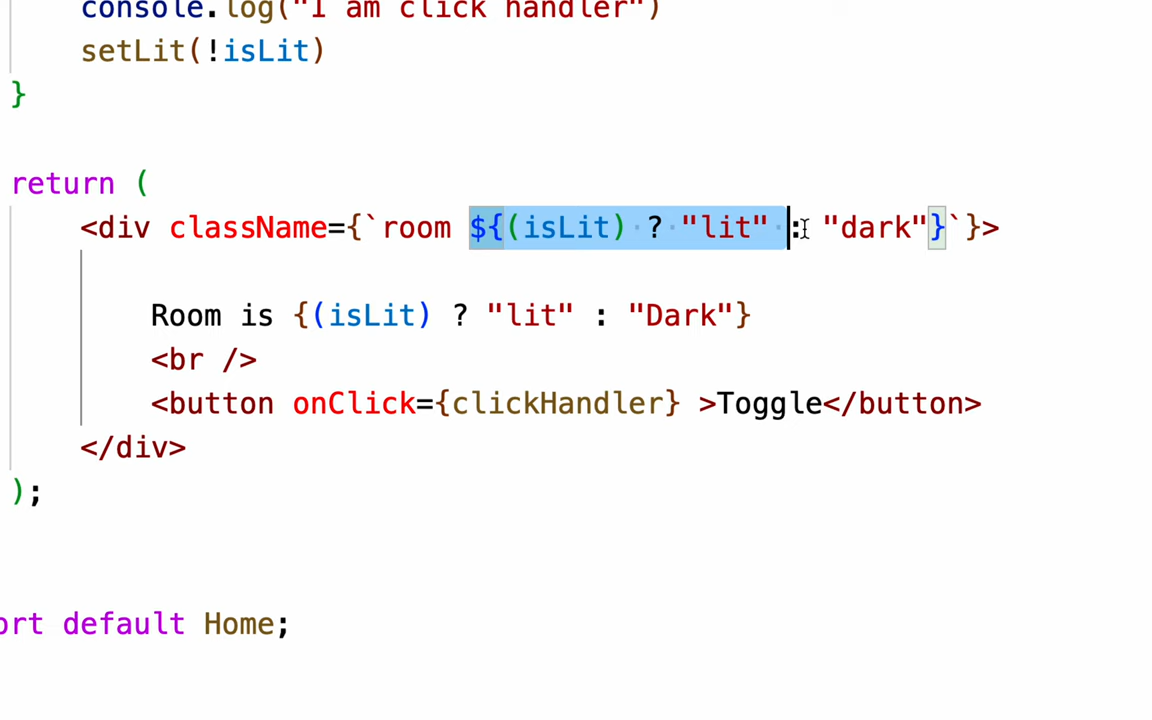 console.log("I am click handler")
setLit(!isLit)
}
return (
<div className={`room ${(isLit) ? "lit" : "dark"}`}>
Room is {(isLit) ? "lit" : "Dark"}
<br />
<button onClick={clickHandler} >Toggle</button>
</div>
);
ort default Home;